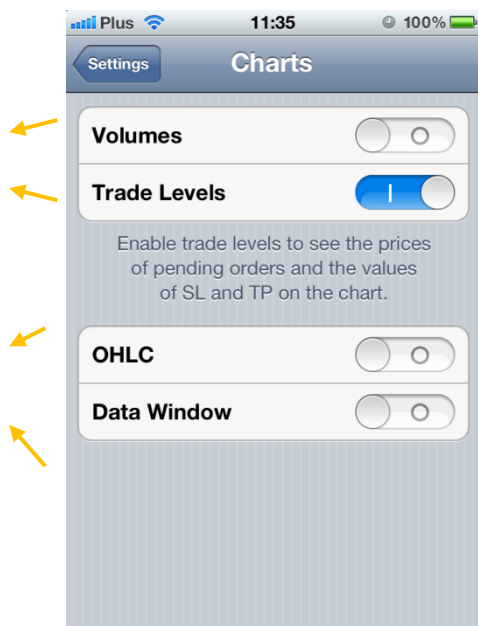 Plus 11:35 100%
Settings Charts
Volumes
Trade Levels
Enable trade levels to see the prices
of pending orders and the values
of SL and TP on the chart.
OHLC
Data Window